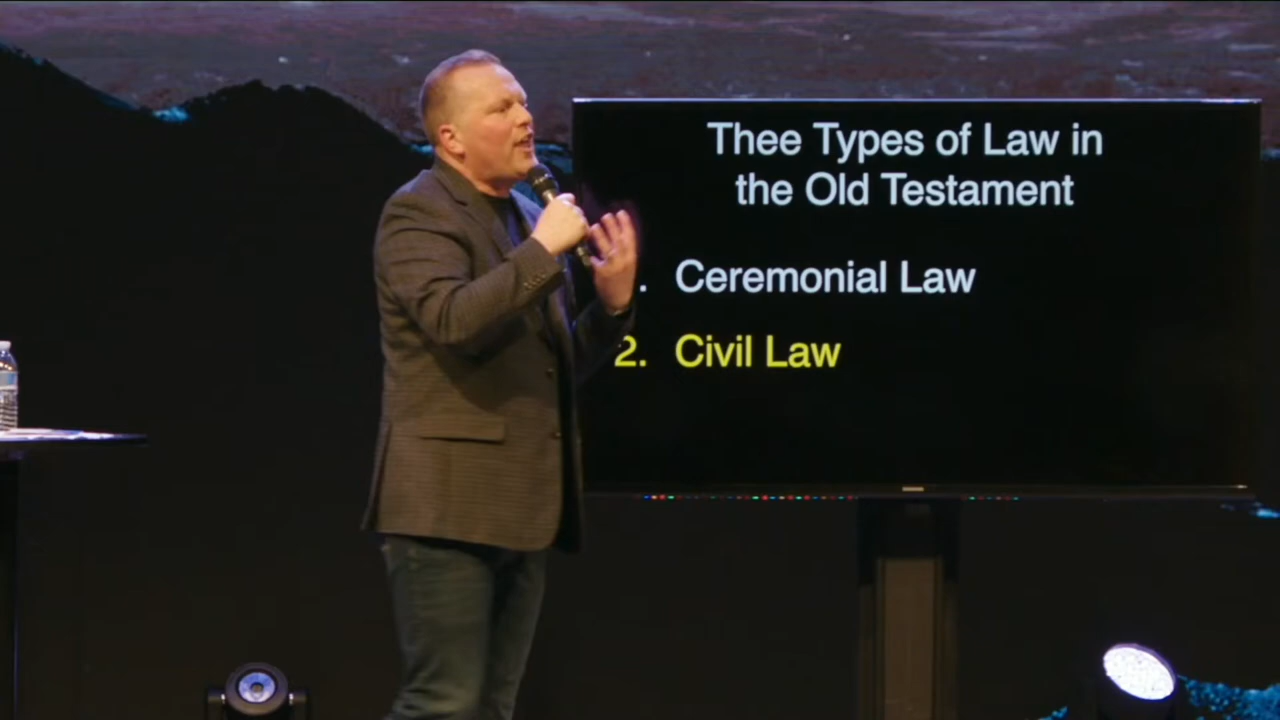 Thee Types of Law in
the Old Testament
. Ceremonial Law
2. Civil Law